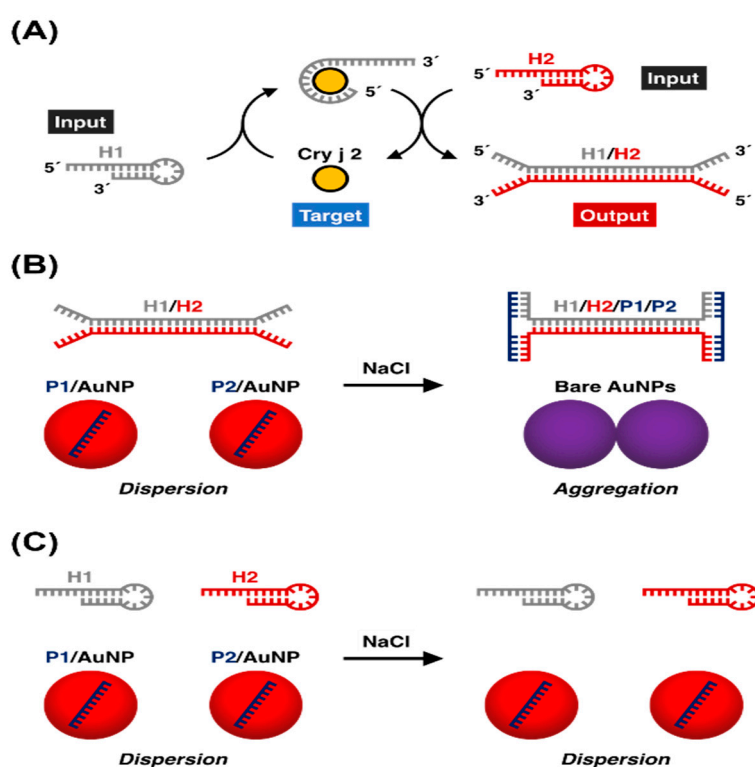 (A)
3´
5´
H2
5´
3´
Input
Input
H1
5´
3´
Cry j 2
Target
5´
H1/H2
3´
3´
5´
Output
(B)
H1/H2
H1/H2/P1/P2
P1/AuNP
P2/AuNP
NaCl
Bare AuNPs
Dispersion
Aggregation
(C)
H1
H2
P1/AuNP
P2/AuNP
NaCl
Dispersion
Dispersion